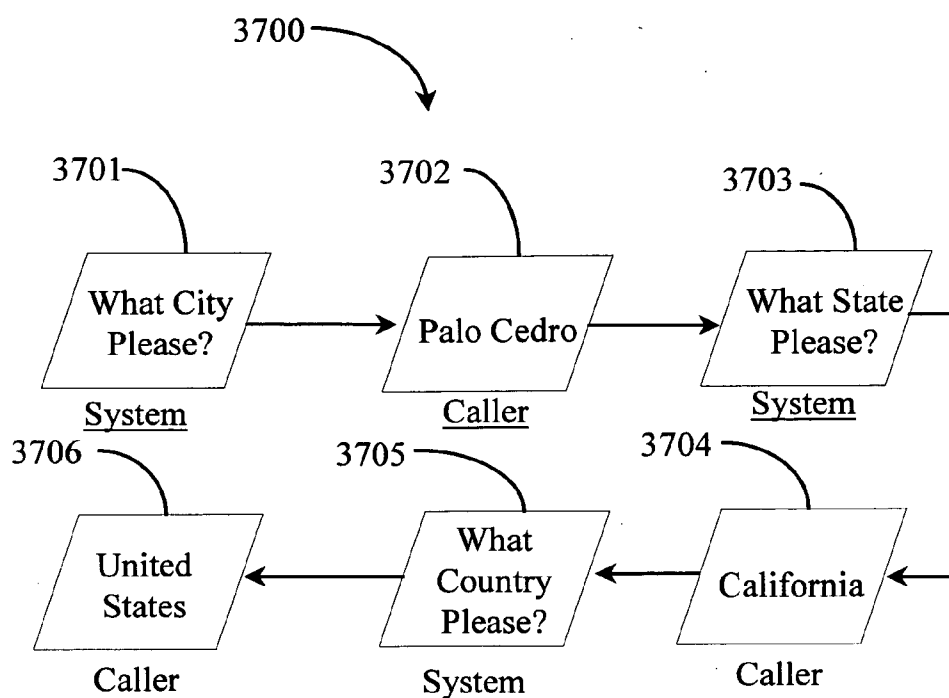 3700
3701
3702
3703
What City
Please?
Palo Cedro
What State
Please?
System
Caller
System
3706
3705
3704
United
States
What
Country
Please?
California
Caller
System
Caller